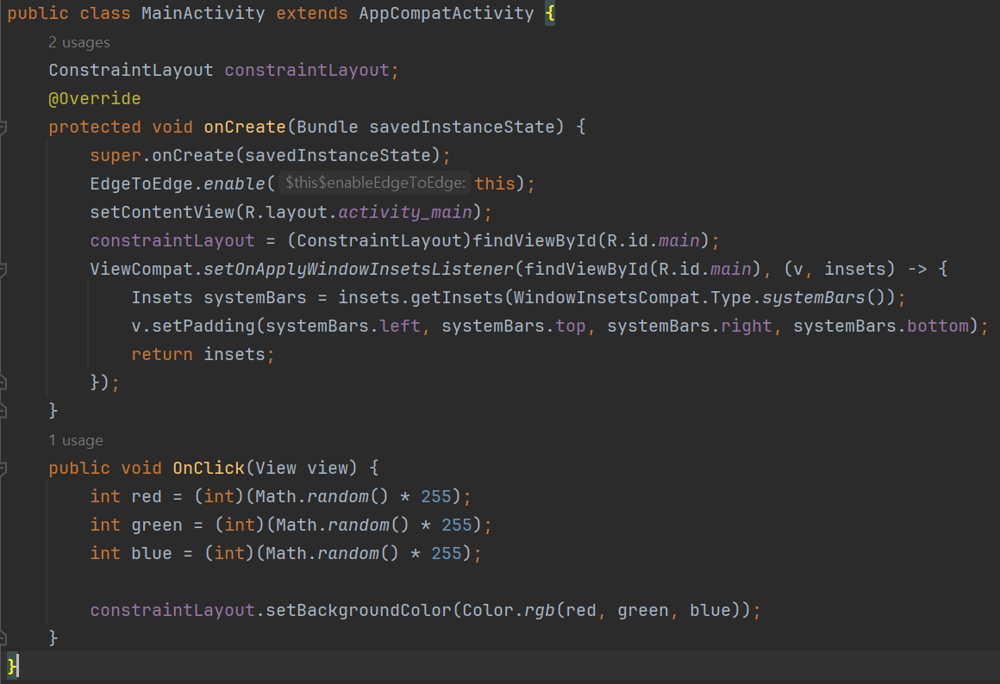 public class MainActivity extends AppCompatActivity {
2 usages
ConstraintLayout constraintLayout;
@Override
protected void onCreate(Bundle savedInstanceState) {
super.onCreate(savedInstanceState);
EdgeToEdge.enable( $this$enableEdgeToEdge: this);
setContentView(R.layout.activity_main);
constraintLayout = (ConstraintLayout)findViewById(R.id.main);
ViewCompat.setOnApplyWindowInsetsListener(findViewById(R.id.main), (v, insets) -> {
Insets systemBars = insets.getInsets(WindowInsetsCompat.Type.systemBars());
v.setPadding(systemBars.left, systemBars.top, systemBars.right, systemBars.bottom);
return insets;
});
}
1 usage
public void OnClick(View view) {
int red = (int)(Math.random() * 255);
int green = (int)(Math.random() * 255);
int blue = (int)(Math.random() * 255);
constraintLayout.setBackgroundColor(Color.rgb(red, green, blue));
}
}